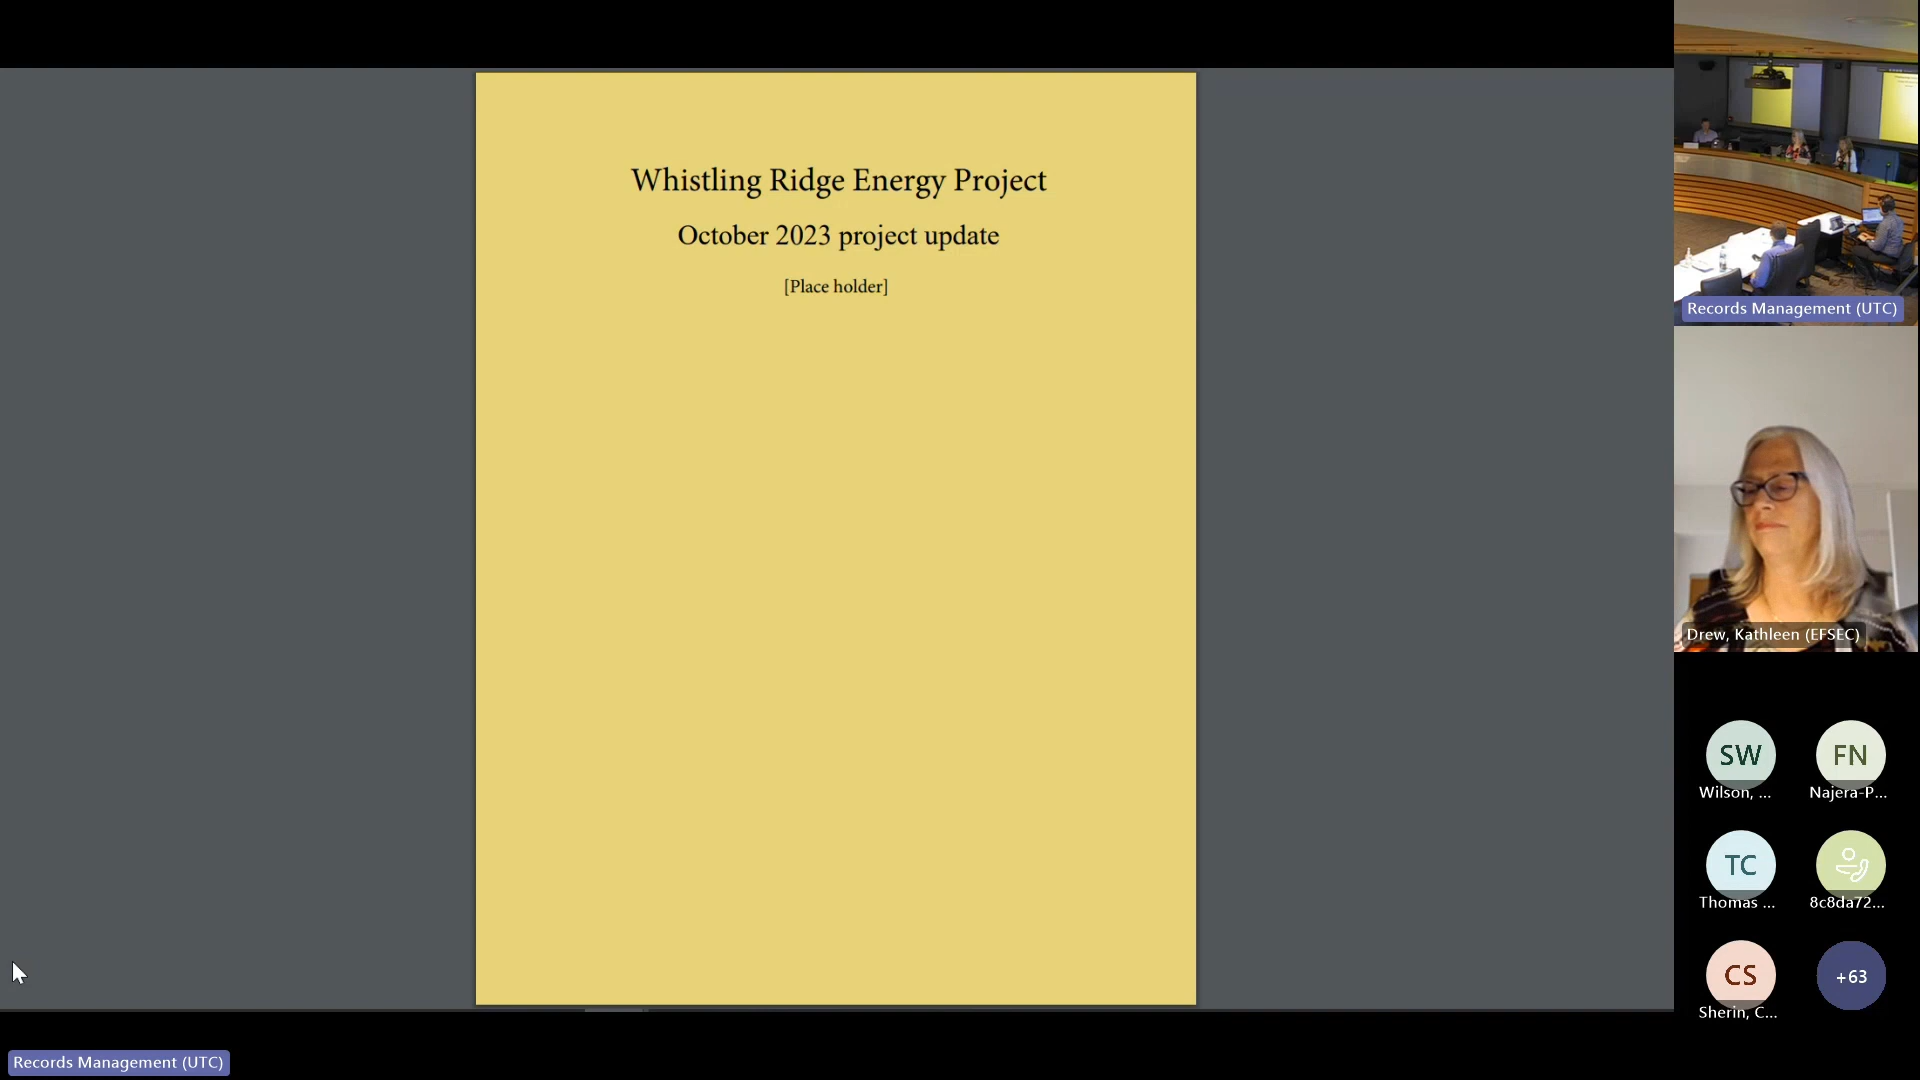 Whistling Ridge Energy Project
October 2023 project update
[Place holder]
Records Management (UTC)
Drew, Kathleen (EFSEC)
SW
Wilson, ...
FN
Najera-P...
TC
Thomas ...
8c8da72...
CS
Sherin, C...
+63
Records Management (UTC)